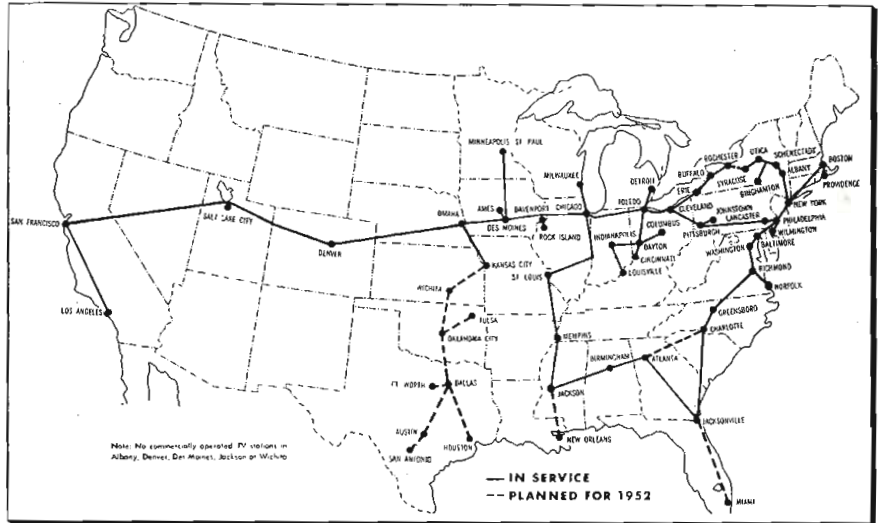 MINNEAPOLIS ST PAUL
MILWAUKEE
DETROIT
BUFFALO
ROCHESTER
UTICA
SCHENECTADY
BOSTON
ERIE
SYRACUSE
ALBANY
BINGHAMTON
PROVIDENCE
AMES
DAVENPORT
CHICAGO
TOLEDO
CLEVELAND
NEW YORK
OMAHA
DES MOINES
ROCK ISLAND
COLUMBUS
JOHNSTOWN
LANCASTER
PITTSBURGH
PHILADELPHIA
WILMINGTON
SAN FRANCISCO
SALT LAKE CITY
INDIANAPOLIS
DAYTON
CINCINNATI
WASHINGTON
BALTIMORE
DENVER
KANSAS CITY
ST LOUIS
LOUISVILLE
RICHMOND
NORFOLK
WICHITA
LOS ANGELES
TULSA
GREENSBORO
OKLAHOMA CITY
MEMPHIS
CHARLOTTE
BIRMINGHAM
ATLANTA
FT. WORTH
DALLAS
JACKSON
JACKSONVILLE
AUSTIN
HOUSTON
NEW ORLEANS
SAN ANTONIO
MIAMI
Note: No commercially operated TV stations in
Albany, Denver, Des Moines, Jackson or Wichita
IN SERVICE
PLANNED FOR 1952